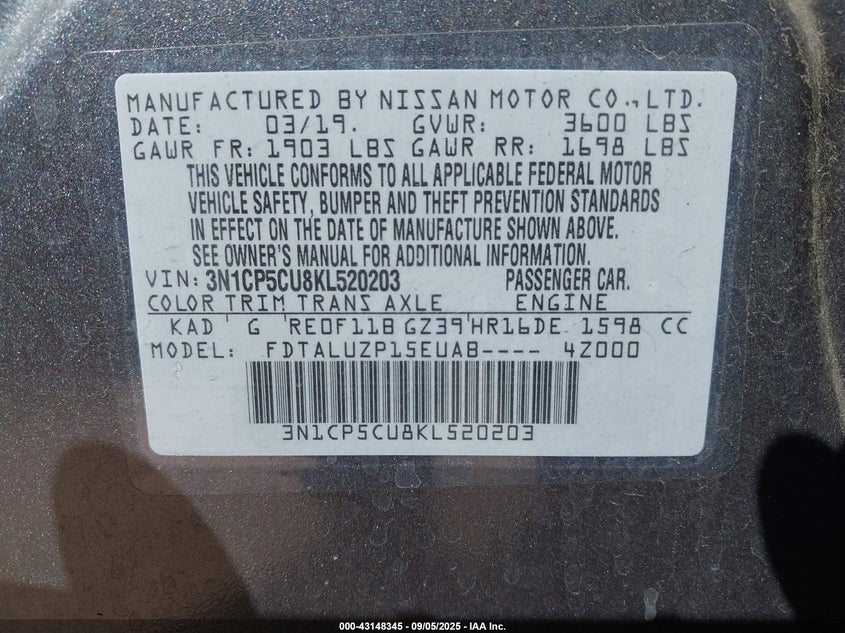 MANUFACTURED BY NISSAN MOTOR CO.,LTD.
DATE: 03/19. GVWR: 3600 LBS
GAWR FR: 1903 LBS GAWR RR: 1698 LBS
THIS VEHICLE CONFORMS TO ALL APPLICABLE FEDERAL MOTOR
VEHICLE SAFETY, BUMPER AND THEFT PREVENTION STANDARDS
IN EFFECT ON THE DATE OF MANUFACTURE SHOWN ABOVE.
SEE OWNER'S MANUAL FOR ADDITIONAL INFORMATION.
VIN: 3N1CP5CU8KL520203 PASSENGER CAR.
COLOR TRIM TRANS AXLE ENGINE
KAD G RE0F11B GZ39 HR16DE 1598 CC
MODEL: FDTALUZP15EUAB---- 4Z000
3N1CP5CU8KL520203
000-43148345 - 09/05/2025 - IAA Inc.